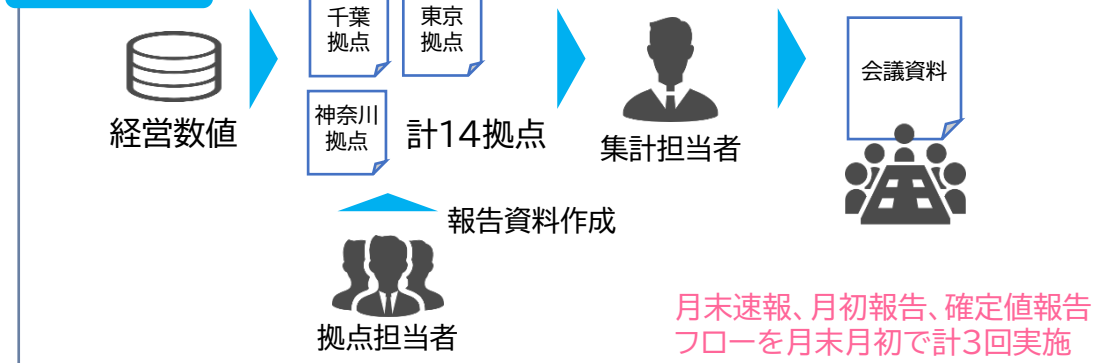 千葉
拠点
東京
拠点
経営数値
神奈川
拠点
計14拠点
集計担当者
会議資料
報告資料作成
拠点担当者
月末速報、月初報告、確定値報告
フローを月末月初で計3回実施